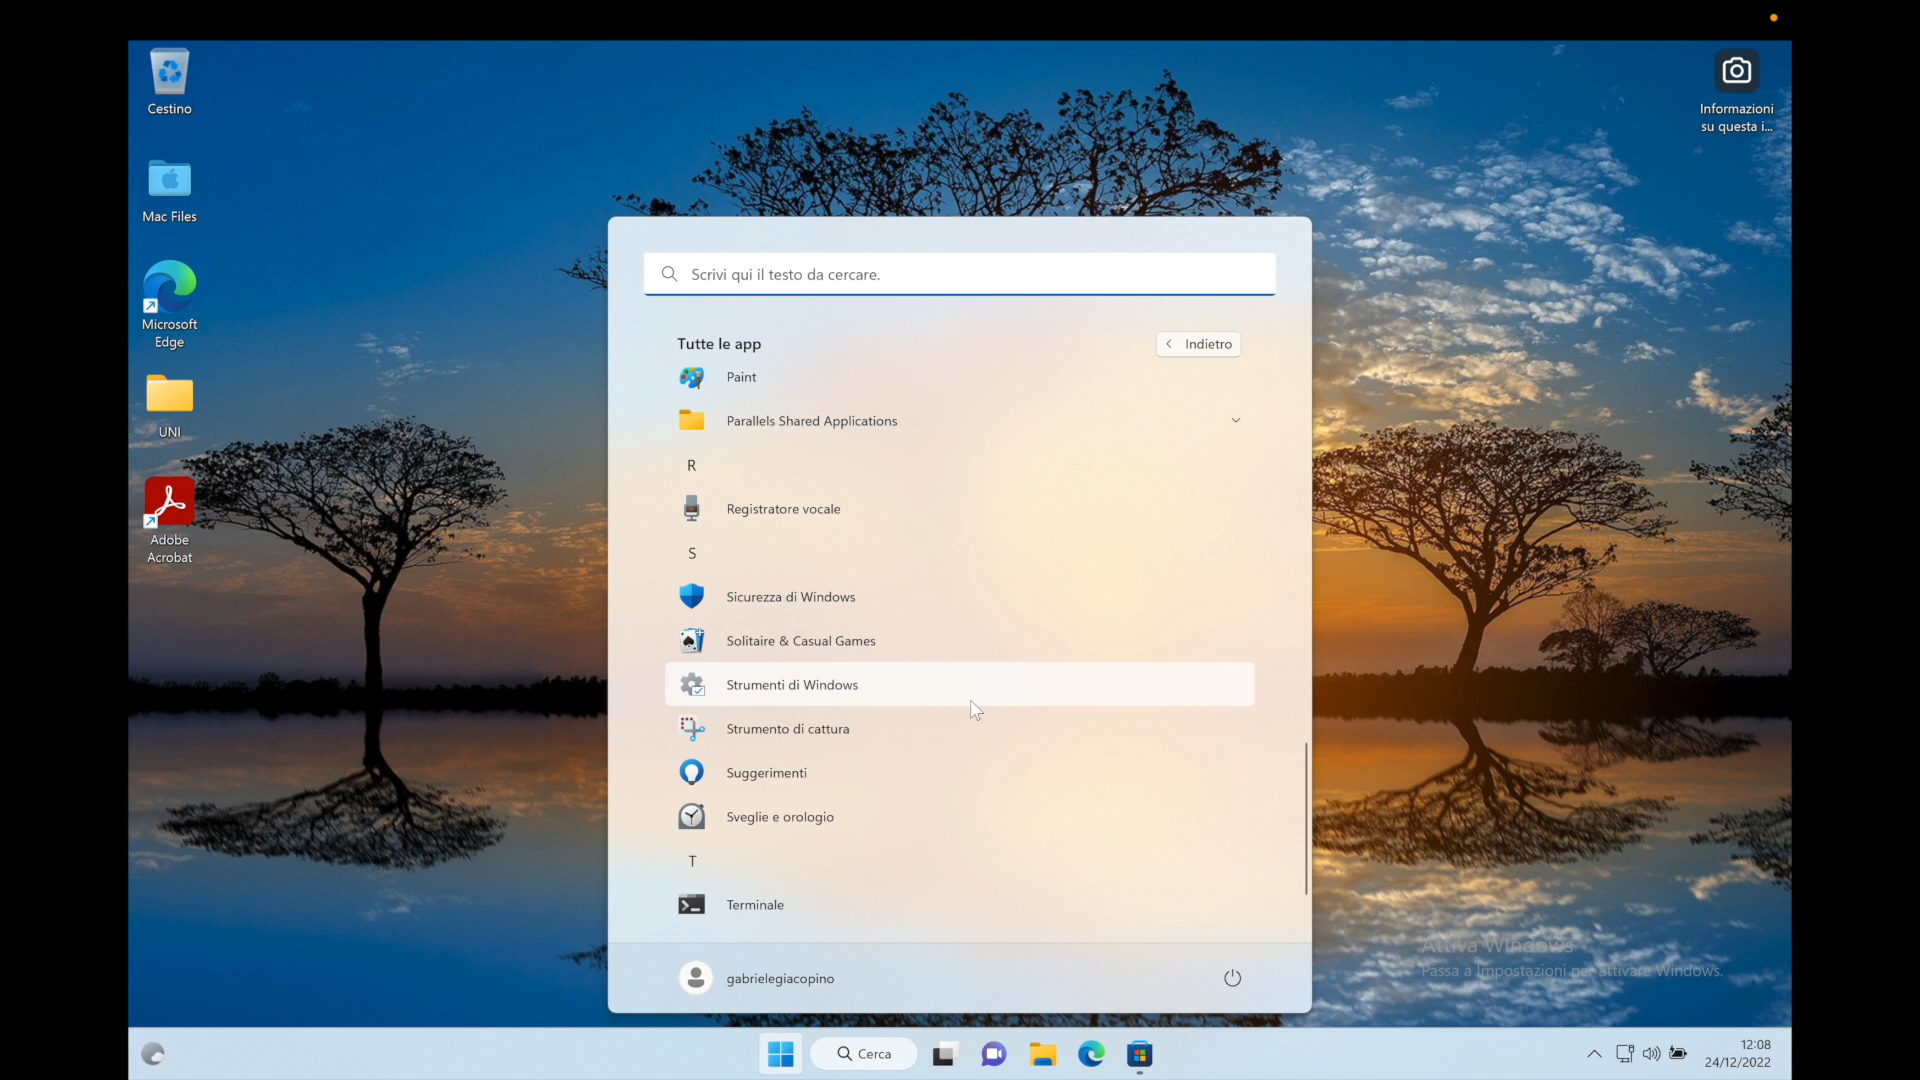 Cestino
Mac Files
Microsoft
Edge
UNI
Adobe
Acrobat
Informazioni
su questa i...
Scrivi qui il testo da cercare.
Tutte le app
Indietro
Paint
Parallels Shared Applications
R
Registratore vocale
S
Sicurezza di Windows
Solitaire & Casual Games
Strumenti di Windows
Strumento di cattura
Suggerimenti
Sveglie e orologio
T
Terminale
gabrielegiacopino
Attiva Windows
Passa a Impostazioni per attivare Windows.
Cerca
12:08
24/12/2022